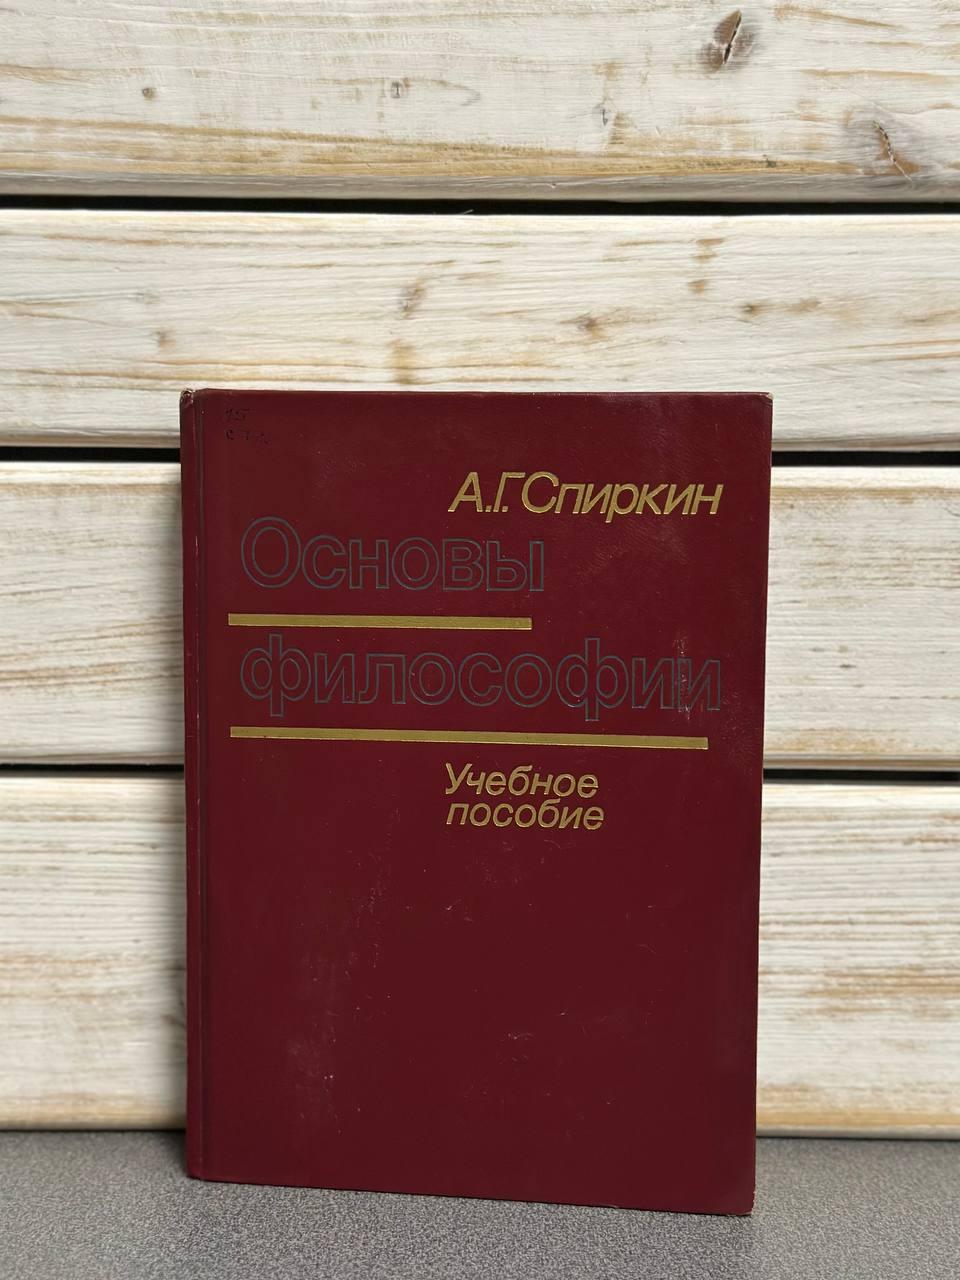 А.Г. Спиркин
Основы
философии
Учебное
пособие